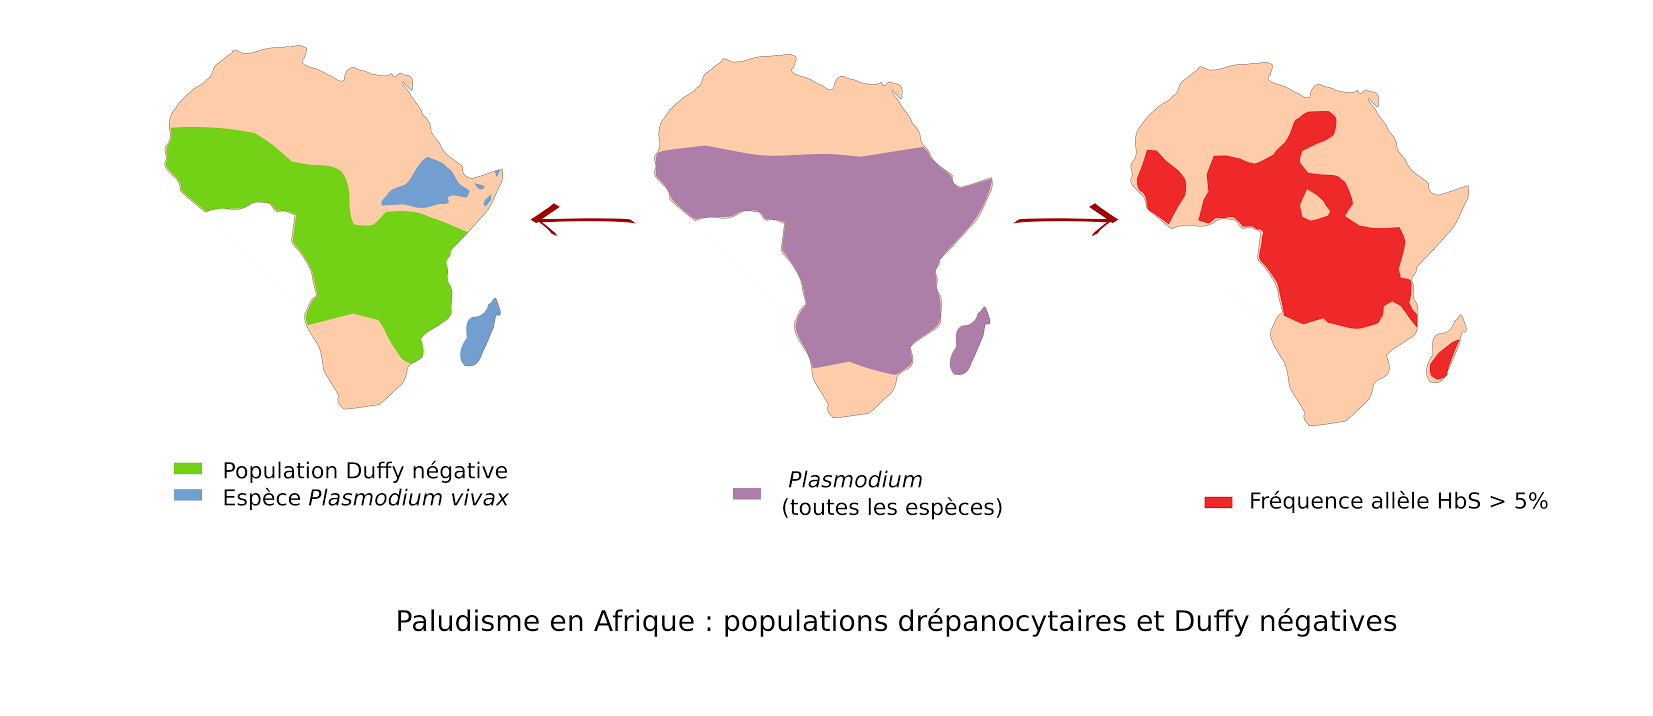 Population Duffy négative
Espèce Plasmodium vivax
Plasmodium
(toutes les espèces)
Fréquence allèle HbS > 5%
Paludisme en Afrique : populations drépanocytaires et Duffy négatives